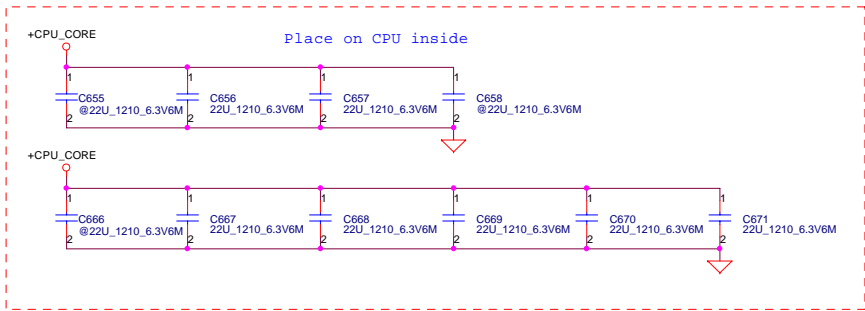 +CPU_CORE
Place on CPU inside
1 1 1 1
C655 C656 C657 C658
@22U_1210_6.3V6M 22U_1210_6.3V6M 22U_1210_6.3V6M @22U_1210_6.3V6M
2 2 2 2
+CPU_CORE
1 1 1 1 1 1
C666 C667 C668 C669 C670 C671
@22U_1210_6.3V6M 22U_1210_6.3V6M 22U_1210_6.3V6M 22U_1210_6.3V6M 22U_1210_6.3V6M 22U_1210_6.3V6M
2 2 2 2 2 2